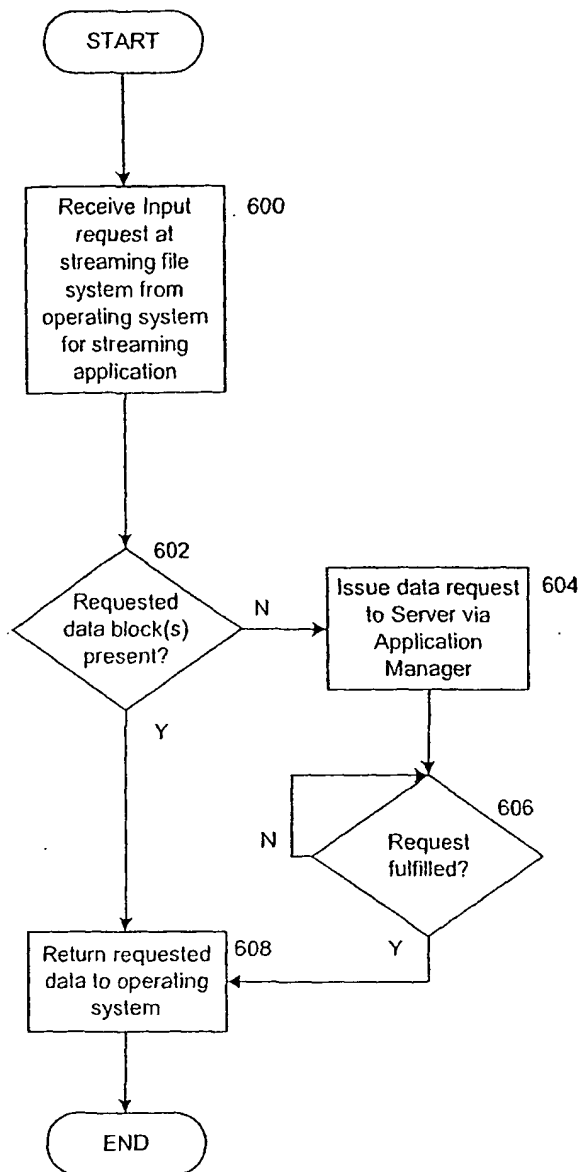 START
Receive Input
request at
streaming file
system from
operating system
for streaming
application
600
602
Requested
data block(s)
present?
N
Y
Issue data request
to Server via
Application
Manager
604
606
Request
fulfilled?
N
Y
Return requested
data to operating
system
608
END